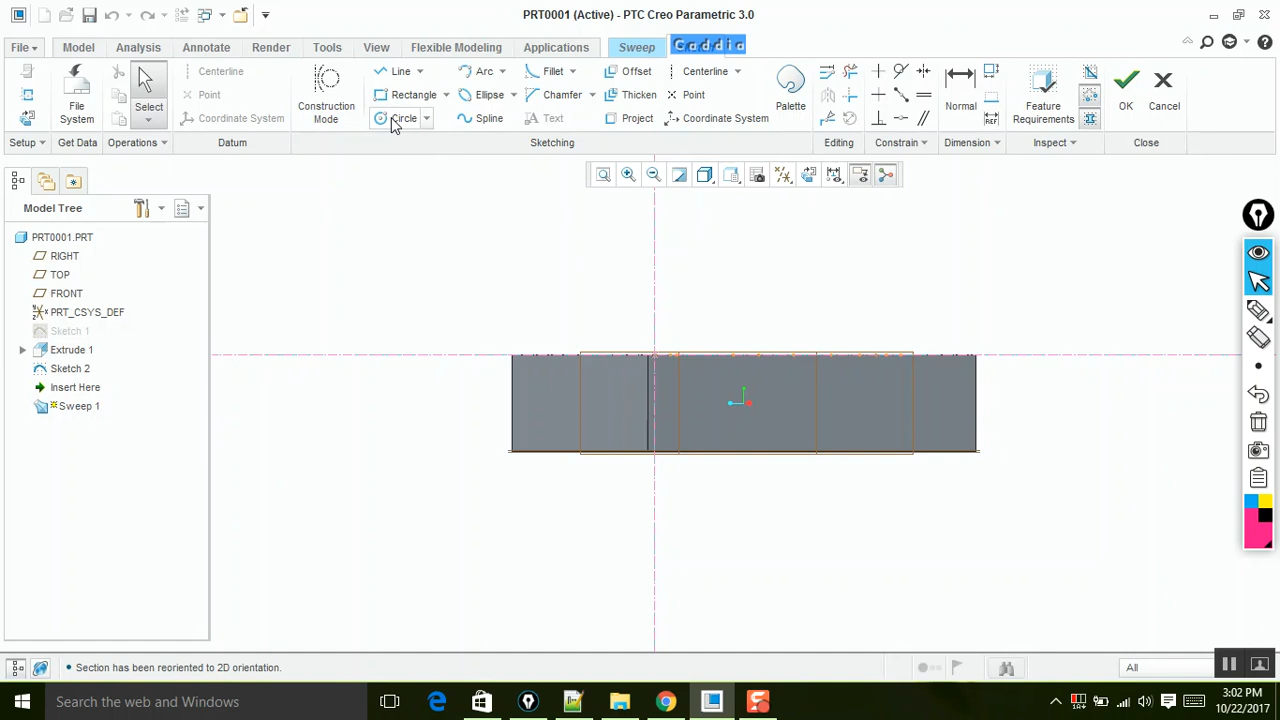 PRT0001 (Active) - PTC Creo Parametric 3.0
File Model Analysis Annotate Render Tools View Flexible Modeling Applications Sweep Caddia
File System
Select
Centerline
Point
Coordinate System
Construction Mode
Line Arc Fillet Offset Centerline
Rectangle Ellipse Chamfer Thicken Point
Circle Spline Text Project Coordinate System
Palette
Normal
Feature Requirements
OK Cancel
Setup Get Data Operations Datum Sketching Editing Constrain Dimension Inspect Close
Model Tree
PRT0001.PRT
RIGHT
TOP
FRONT
PRT_CSYS_DEF
Sketch 1
Extrude 1
Sketch 2
Insert Here
Sweep 1
• Section has been reoriented to 2D orientation.
All
Search the web and Windows
3:02 PM
10/22/2017